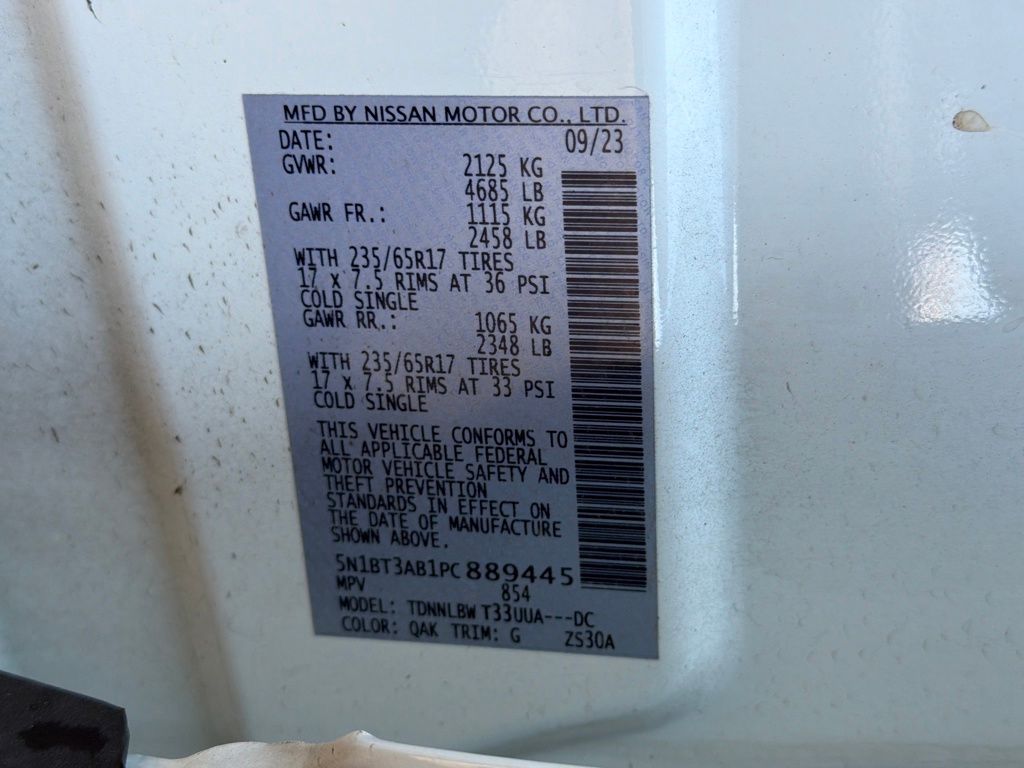 MFD BY NISSAN MOTOR CO., LTD.
DATE: 09/23
GVWR: 2125 KG
4685 LB
GAWR FR.: 1115 KG
2458 LB
WITH 235/65R17 TIRES
17 X 7.5 RIMS AT 36 PSI
COLD SINGLE
GAWR RR.: 1065 KG
2348 LB
WITH 235/65R17 TIRES
17 X 7.5 RIMS AT 33 PSI
COLD SINGLE
THIS VEHICLE CONFORMS TO
ALL APPLICABLE FEDERAL
MOTOR VEHICLE SAFETY AND
THEFT PREVENTION
STANDARDS IN EFFECT ON
THE DATE OF MANUFACTURE
SHOWN ABOVE.
5N1BT3AB1PC889445
MPV 854
MODEL: TDNNLBW T33UUA---DC
COLOR: QAK TRIM: G ZS30A